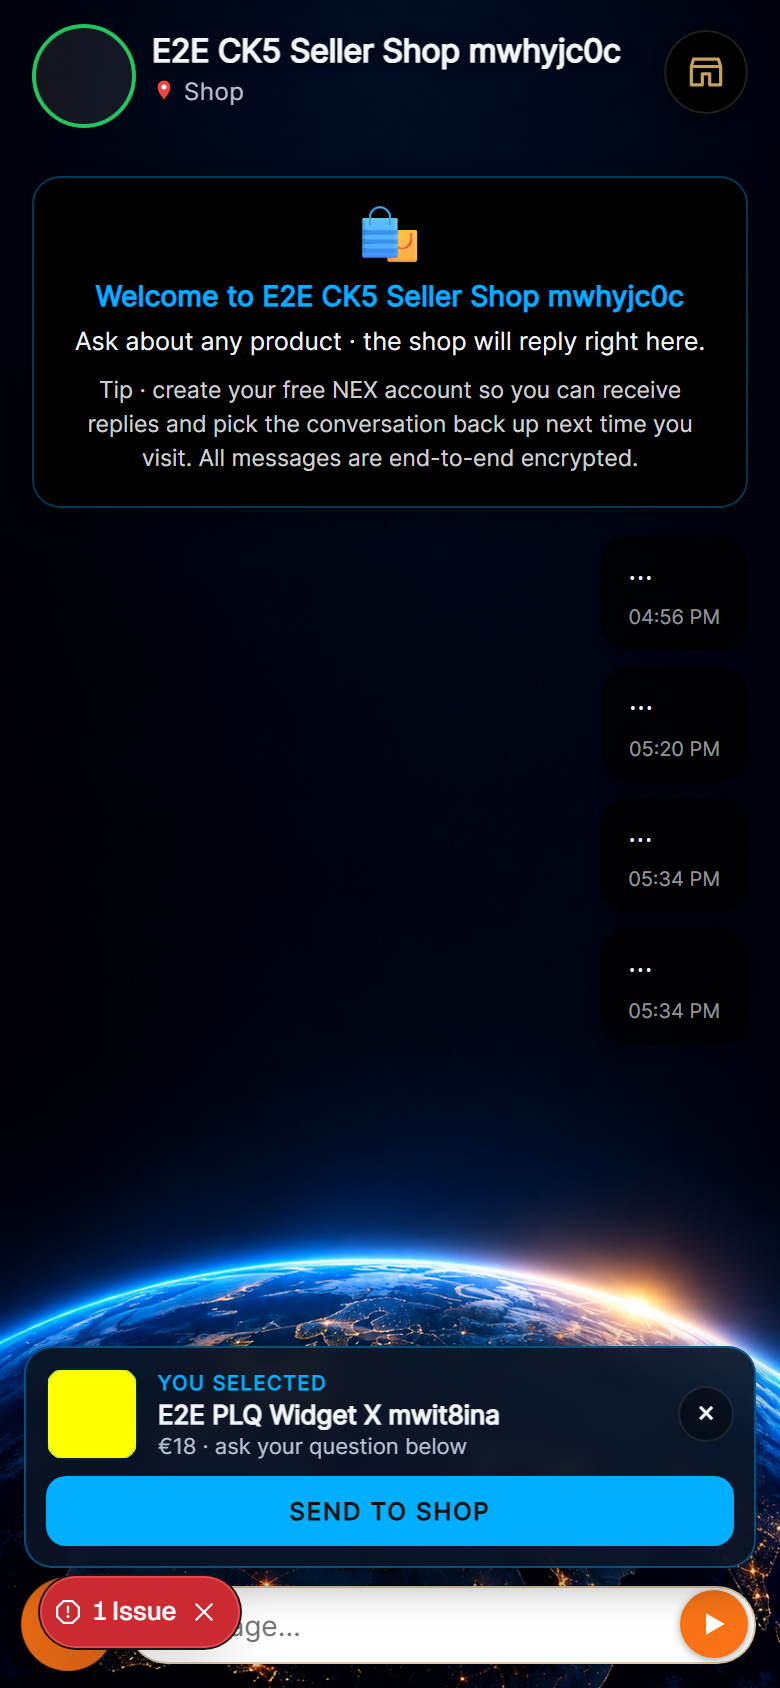 E2E CK5 Seller Shop mwhyjc0c
Shop
Welcome to E2E CK5 Seller Shop mwhyjc0c
Ask about any product · the shop will reply right here.
Tip · create your free NEX account so you can receive
replies and pick the conversation back up next time you
visit. All messages are end-to-end encrypted.
...
04:56 PM
...
05:20 PM
...
05:34 PM
...
05:34 PM
YOU SELECTED
E2E PLQ Widget X mwit8ina
€18 · ask your question below
SEND TO SHOP
1 Issue